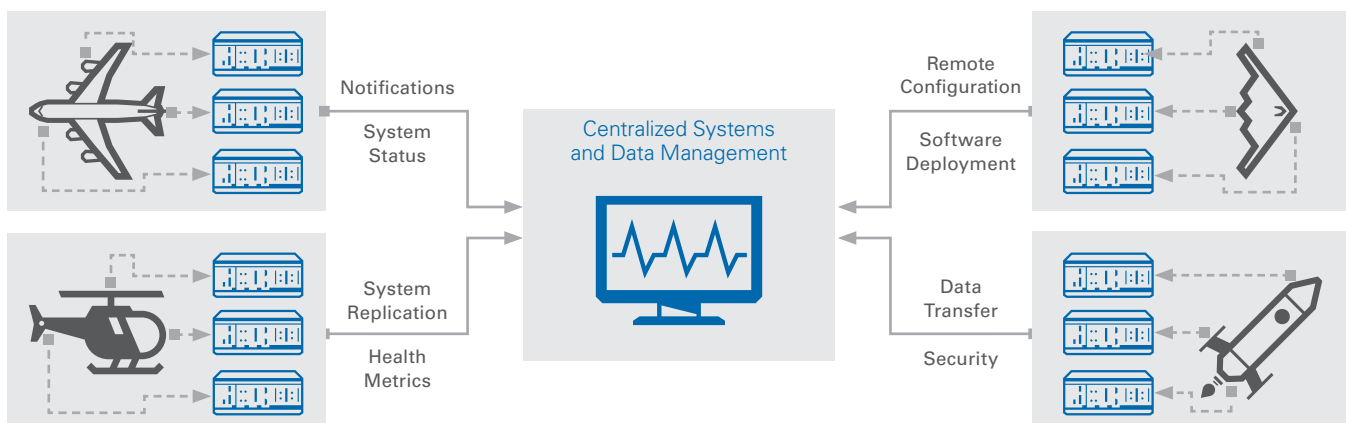 Notifications
System
Status
System
Replication
Health
Metrics
Centralized Systems
and Data Management
Remote
Configuration
Software
Deployment
Data
Transfer
Security